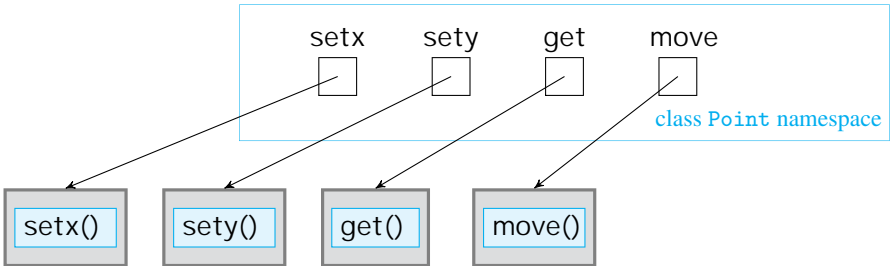 setx sety get move
class Point namespace
setx() sety() get() move()